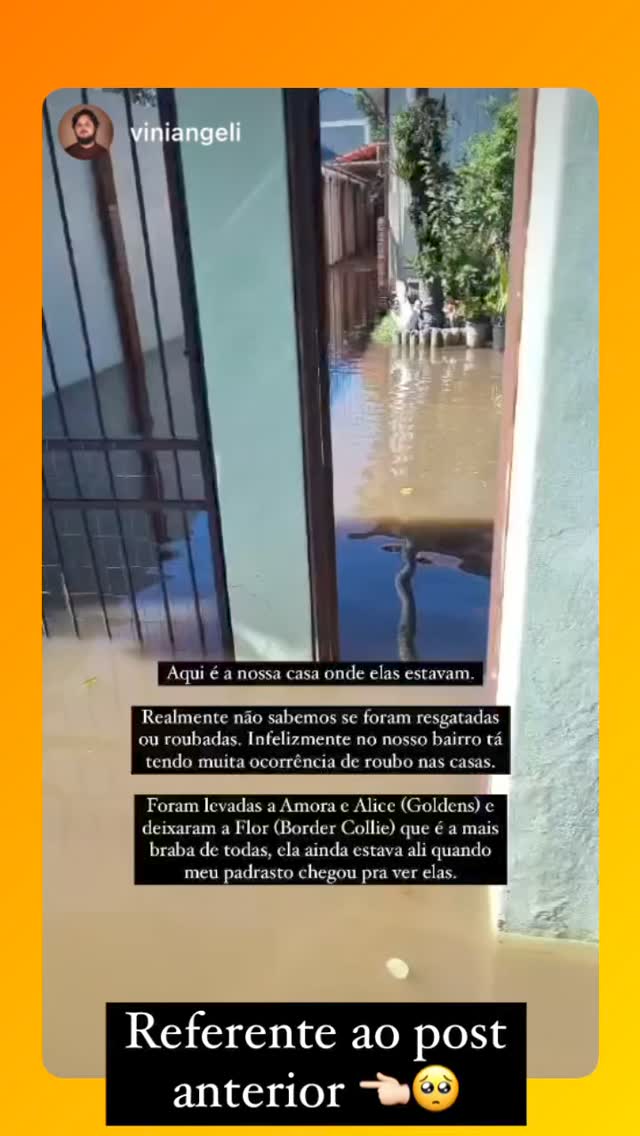 viniangeli
Aqui é a nossa casa onde elas estavam.
Realmente não sabemos se foram resgatadas
ou roubadas. Infelizmente no nosso bairro tá
tendo muita ocorrência de roubo nas casas.
Foram levadas a Amora e Alice (Goldens) e
deixaram a Flor (Border Collie) que é a mais
braba de todas, ela ainda estava ali quando
meu padrasto chegou pra ver elas.
Referente ao post
anterior 👈🏻🥺